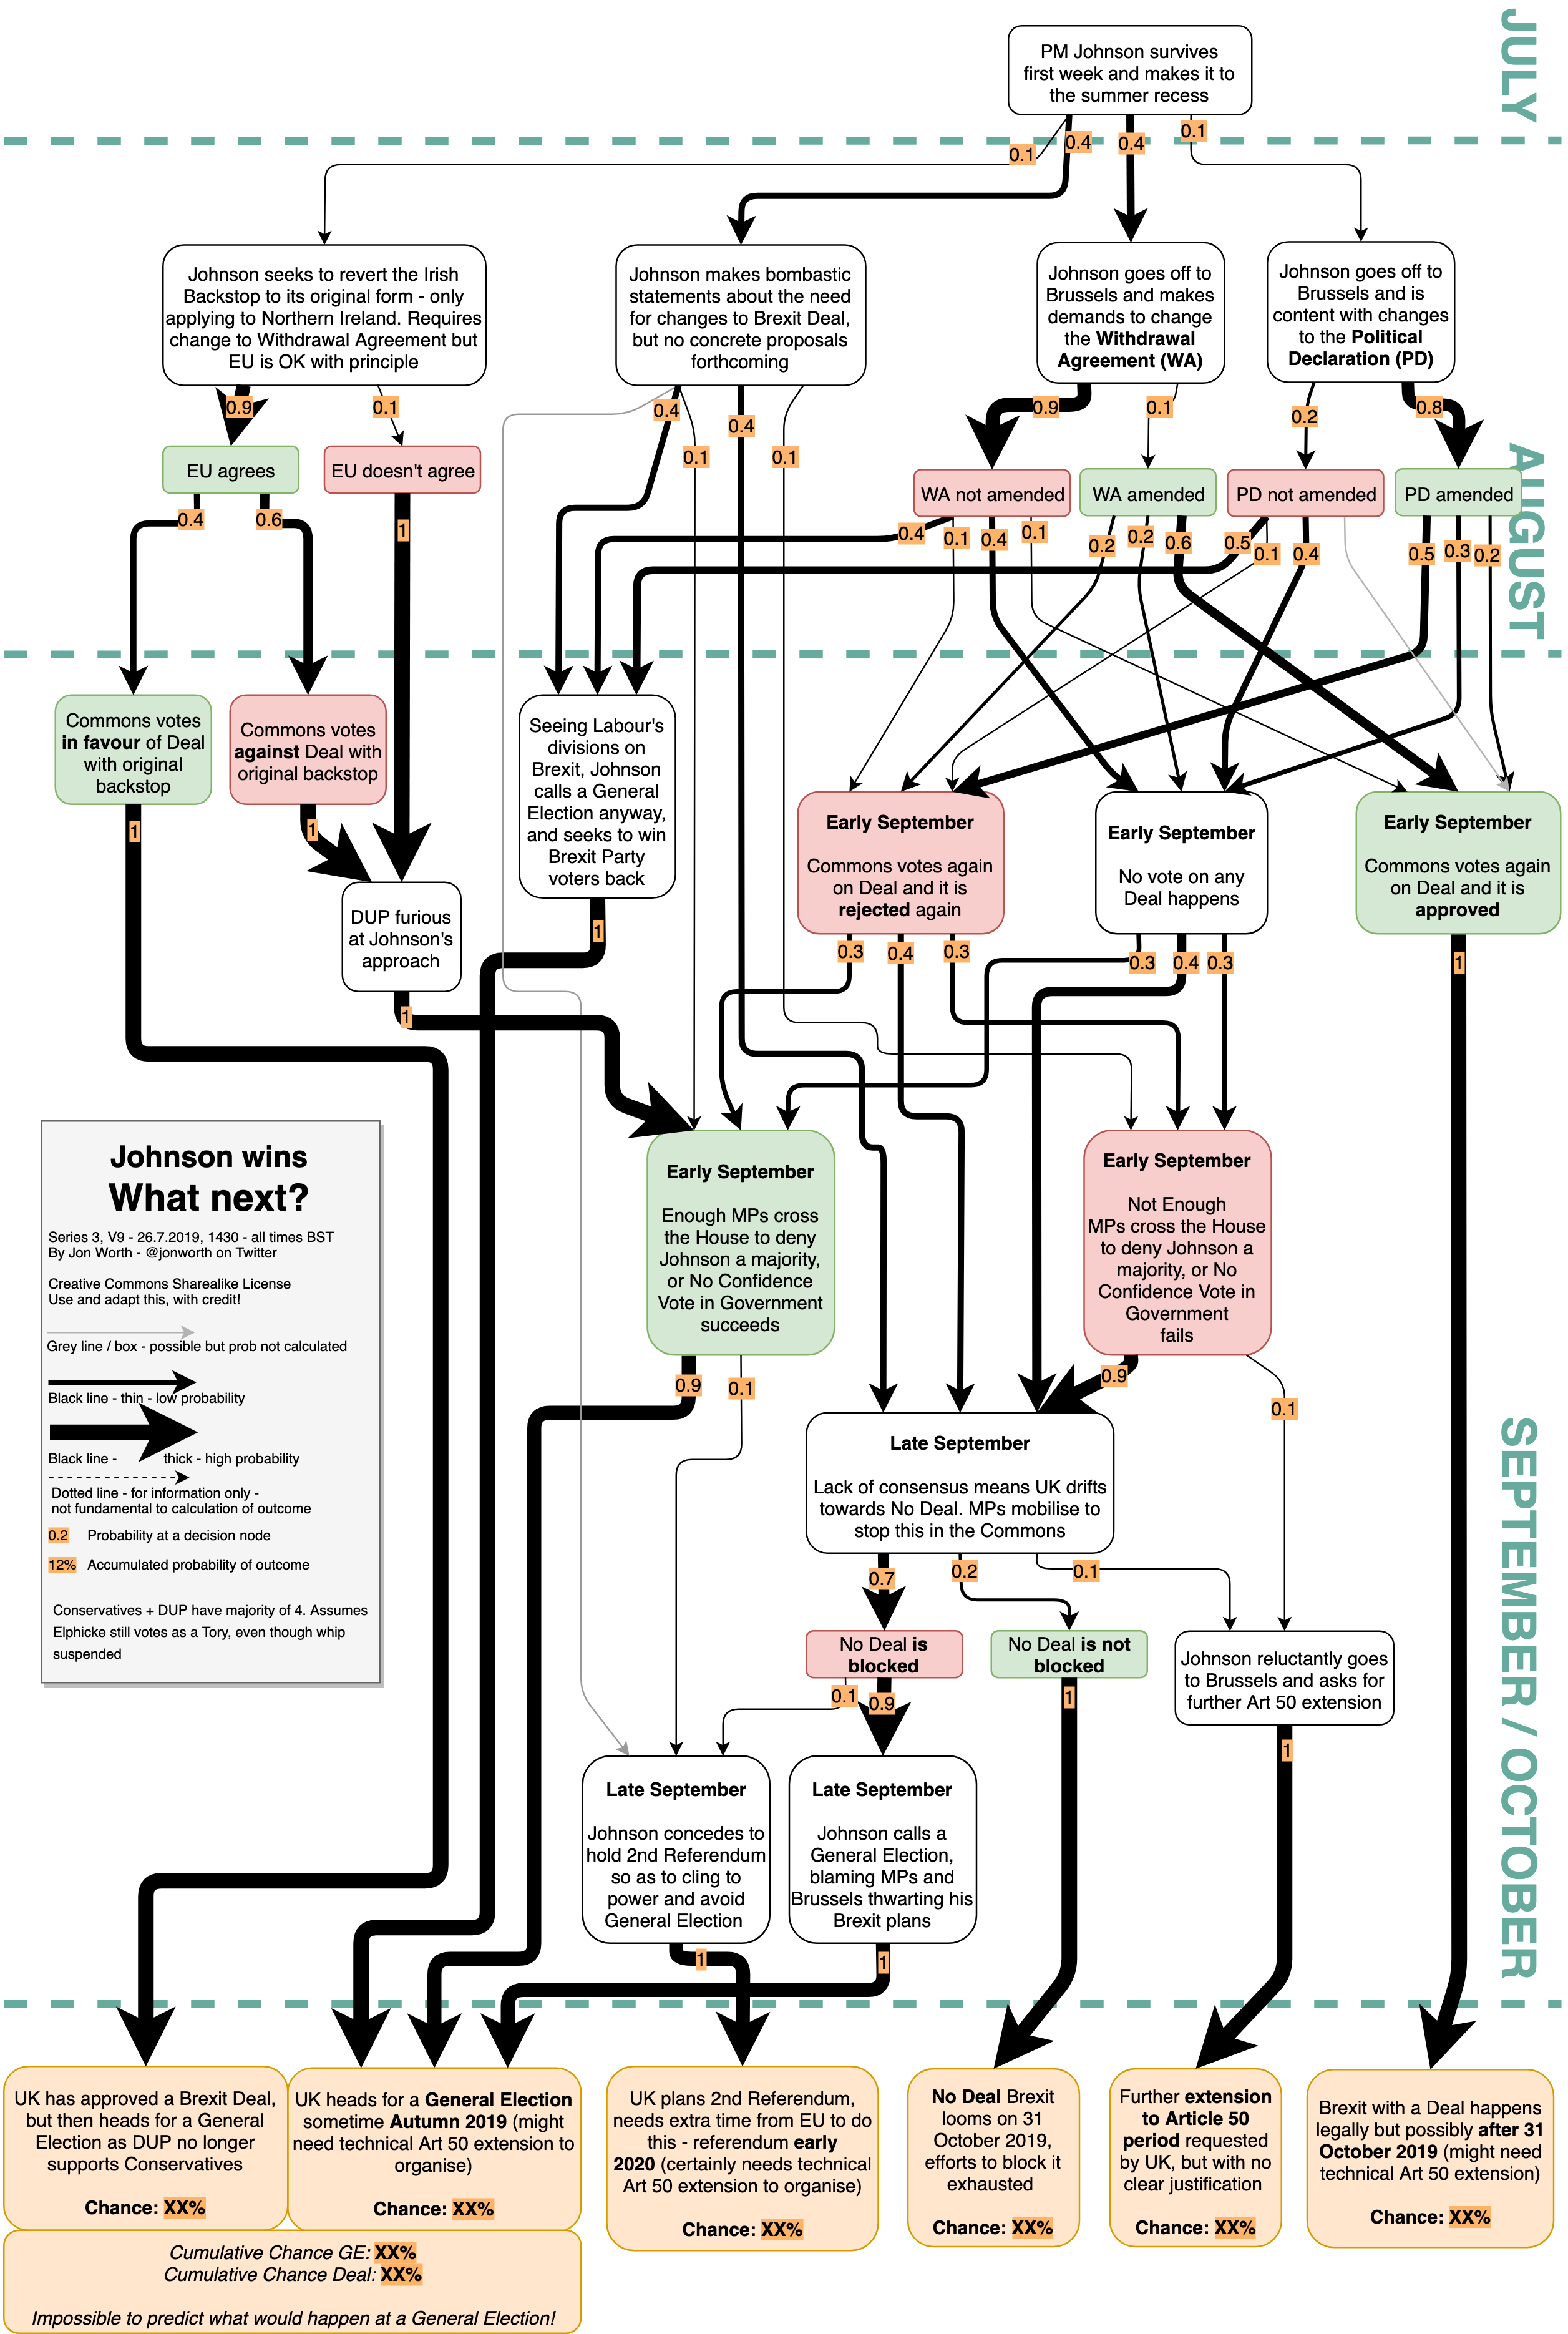 JULY
PM Johnson survives
first week and makes it to
the summer recess
0.1
0.4
0.4
0.1
Johnson seeks to revert the Irish
Backstop to its original form - only
applying to Northern Ireland. Requires
change to Withdrawal Agreement but
EU is OK with principle
Johnson makes bombastic
statements about the need
for changes to Brexit Deal,
but no concrete proposals
forthcoming
Johnson goes off to
Brussels and makes
demands to change
the Withdrawal
Agreement (WA)
Johnson goes off to
Brussels and is
content with changes
to the Political
Declaration (PD)
0.9
0.1
0.4
0.1
0.4
0.1
0.9
0.1
0.2
0.8
AUGUST
EU agrees
EU doesn't agree
WA not amended
WA amended
PD not amended
PD amended
0.4
0.6
1
0.4
0.1
0.4
0.1
0.2
0.2
0.6
0.5
0.1
0.4
0.5
0.3
0.2
Commons votes
in favour of Deal
with original
backstop
Commons votes
against Deal with
original backstop
Seeing Labour's
divisions on
Brexit, Johnson
calls a General
Election anyway,
and seeks to win
Brexit Party
voters back
Early September
Commons votes again
on Deal and it is
rejected again
Early September
No vote on any
Deal happens
Early September
Commons votes again
on Deal and it is
approved
1
1
DUP furious
at Johnson's
approach
1
1
0.3
0.4
0.3
0.3
0.4
0.3
1
Johnson wins
What next?
Series 3, V9 - 26.7.2019, 1430 - all times BST
By Jon Worth - @jonworth on Twitter
Creative Commons Sharealike License
Use and adapt this, with credit!
Grey line / box - possible but prob not calculated
Black line - thin - low probability
Black line - thick - high probability
Dotted line - for information only -
not fundamental to calculation of outcome
0.2 Probability at a decision node
12% Accumulated probability of outcome
Conservatives + DUP have majority of 4. Assumes
Elphicke still votes as a Tory, even though whip
suspended
Early September
Enough MPs cross
the House to deny
Johnson a majority,
or No Confidence
Vote in Government
succeeds
Early September
Not Enough
MPs cross the House
to deny Johnson a
majority, or No
Confidence Vote in
Government
fails
0.9
0.1
0.9
0.1
SEPTEMBER / OCTOBER
Late September
Lack of consensus means UK drifts
towards No Deal. MPs mobilise to
stop this in the Commons
0.7
0.2
0.1
No Deal is
blocked
No Deal is not
blocked
Johnson reluctantly goes
to Brussels and asks for
further Art 50 extension
0.1
0.9
1
1
Late September
Johnson concedes to
hold 2nd Referendum
so as to cling to
power and avoid
General Election
Late September
Johnson calls a
General Election,
blaming MPs and
Brussels thwarting his
Brexit plans
1
1
UK has approved a Brexit Deal,
but then heads for a General
Election as DUP no longer
supports Conservatives
Chance: XX%
UK heads for a General Election
sometime Autumn 2019 (might
need technical Art 50 extension to
organise)
Chance: XX%
UK plans 2nd Referendum,
needs extra time from EU to do
this - referendum early
2020 (certainly needs technical
Art 50 extension to organise)
Chance: XX%
No Deal Brexit
looms on 31
October 2019,
efforts to block it
exhausted
Chance: XX%
Further extension
to Article 50
period requested
by UK, but with no
clear justification
Chance: XX%
Brexit with a Deal happens
legally but possibly after 31
October 2019 (might need
technical Art 50 extension)
Chance: XX%
Cumulative Chance GE: XX%
Cumulative Chance Deal: XX%
Impossible to predict what would happen at a General Election!